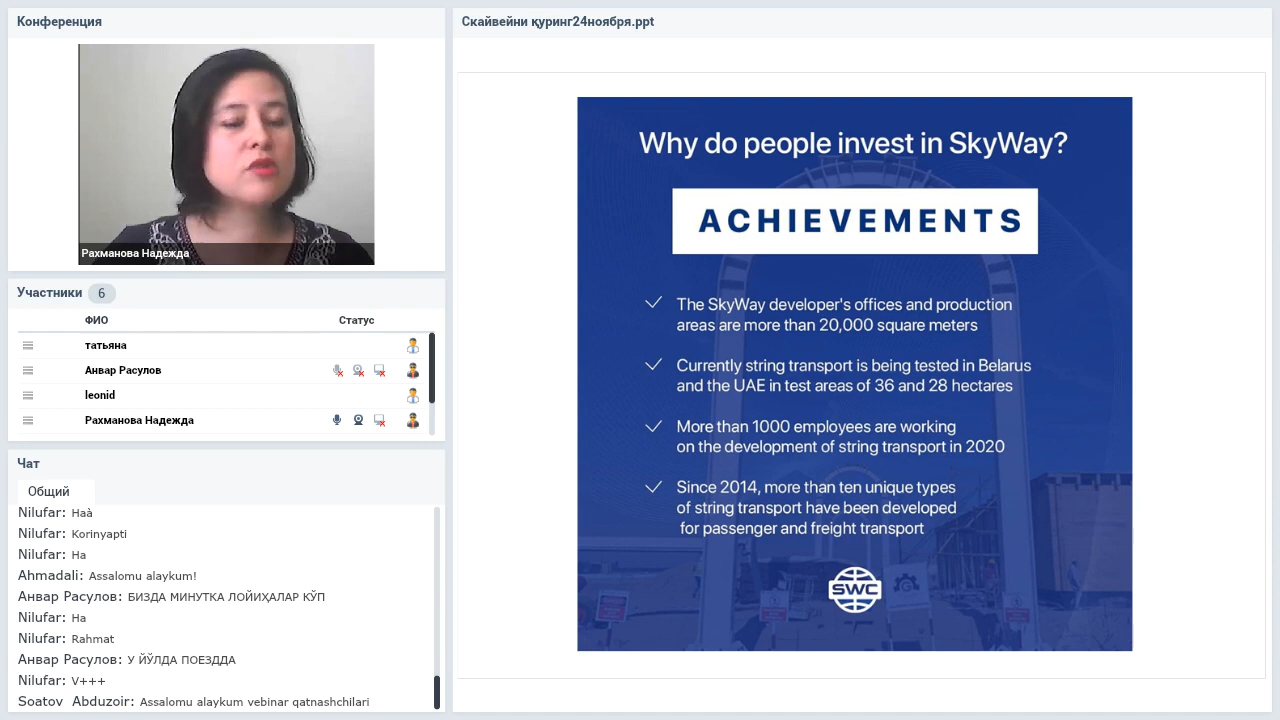 Конференция
Рахманова Надежда
Участники 6
ФИО Статус
татьяна
Анвар Расулов
leonid
Рахманова Надежда
Чат
Общий
Nilufar: Наà
Nilufar: Korinyapti
Nilufar: Ha
Ahmadali: Assalomu alaykum!
Анвар Расулов: БИЗДА МИНУТКА ЛОЙИҲАЛАР КЎП
Nilufar: Ha
Nilufar: Rahmat
Анвар Расулов: У ЙЎЛДА ПОЕЗДДА
Nilufar: V+++
Soatov Abduzoir: Assalomu alaykum vebinar qatnashchilari
Скайвейни қуринг24ноября.ppt
Why do people invest in SkyWay?
ACHIEVEMENTS
The SkyWay developer's offices and production
areas are more than 20,000 square meters
Currently string transport is being tested in Belarus
and the UAE in test areas of 36 and 28 hectares
More than 1000 employees are working
on the development of string transport in 2020
Since 2014, more than ten unique types
of string transport have been developed
for passenger and freight transport
SWC